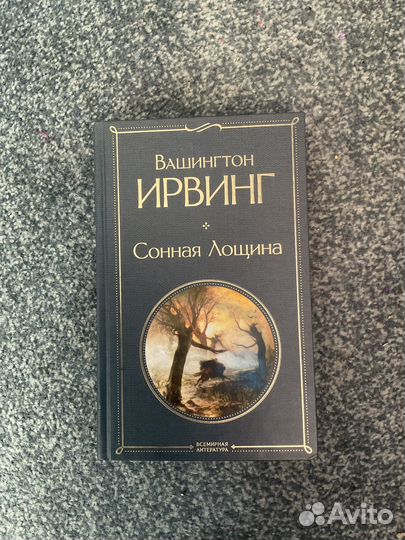 Вашингтон
ИРВИНГ
Сонная Лощина
ВСЕМИРНАЯ
ЛИТЕРАТУРА
Avito